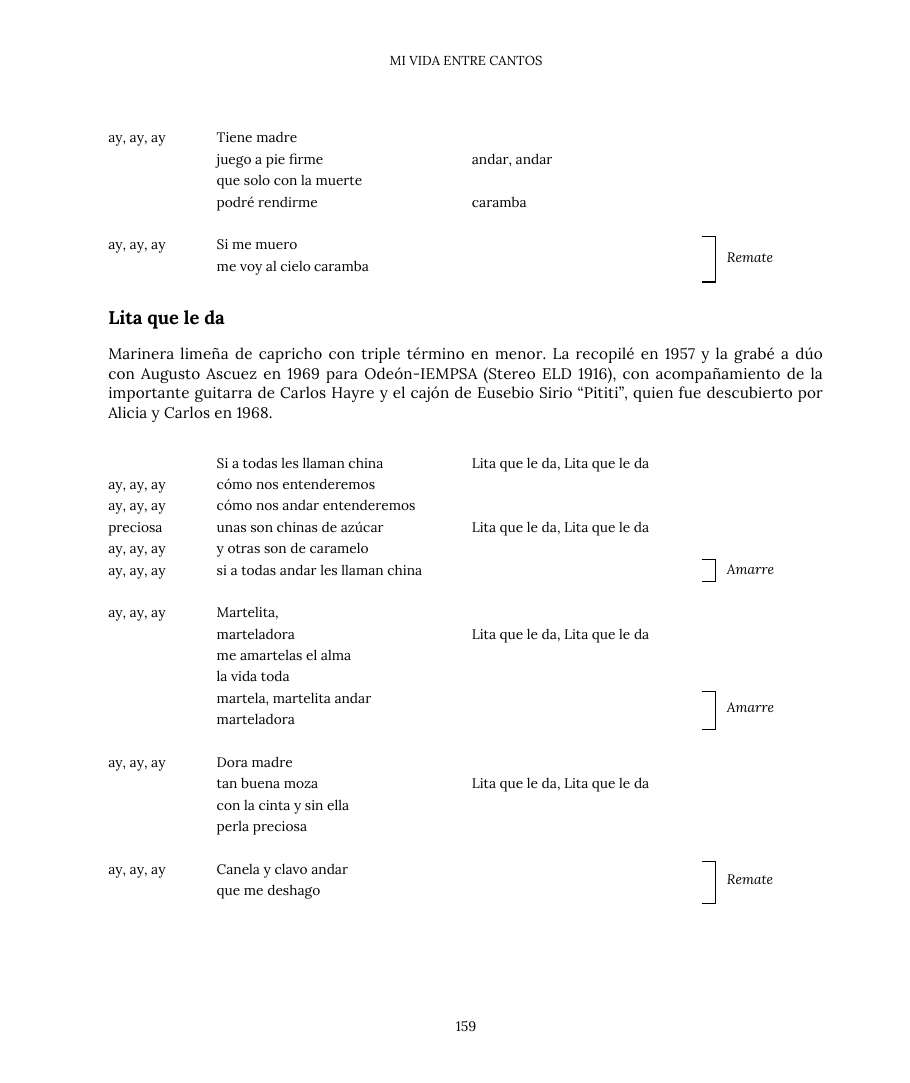 MI VIDA ENTRE CANTOS
ay, ay, ay Tiene madre
juego a pie firme andar, andar
que solo con la muerte
podré rendirme caramba
ay, ay, ay Si me muero
me voy al cielo caramba
Remate
Lita que le da
Marinera limeña de capricho con triple término en menor. La recopilé en 1957 y la grabé a dúo
con Augusto Ascuez en 1969 para Odeón-IEMPSA (Stereo ELD 1916), con acompañamiento de la
importante guitarra de Carlos Hayre y el cajón de Eusebio Sirio “Pititi”, quien fue descubierto por
Alicia y Carlos en 1968.
Si a todas les llaman china Lita que le da, Lita que le da
ay, ay, ay cómo nos entenderemos
ay, ay, ay cómo nos andar entenderemos
preciosa unas son chinas de azúcar Lita que le da, Lita que le da
ay, ay, ay y otras son de caramelo
ay, ay, ay si a todas andar les llaman china Amarre
ay, ay, ay Martelita,
marteladora Lita que le da, Lita que le da
me amartelas el alma
la vida toda
martela, martelita andar
marteladora
Amarre
ay, ay, ay Dora madre
tan buena moza Lita que le da, Lita que le da
con la cinta y sin ella
perla preciosa
ay, ay, ay Canela y clavo andar
que me deshago
Remate
159